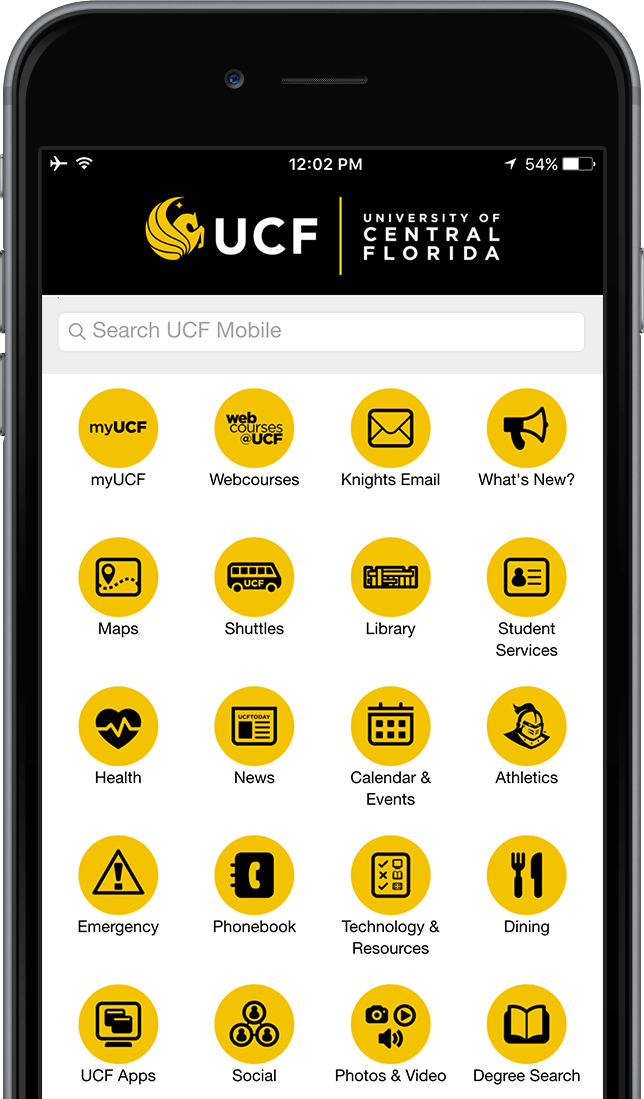 12:02 PM
54%
UCF
UNIVERSITY OF
CENTRAL
FLORIDA
Search UCF Mobile
myUCF
web
courses
@UCF
myUCF
Webcourses
Knights Email
What's New?
UCF
Maps
Shuttles
Library
Student
Services
UCFTODAY
Health
News
Calendar &
Events
Athletics
Emergency
Phonebook
Technology &
Resources
Dining
UCF Apps
Social
Photos & Video
Degree Search